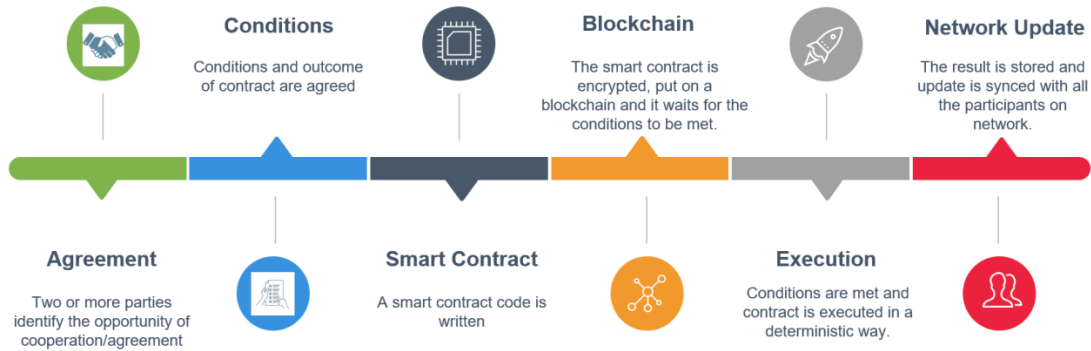 Conditions
Conditions and outcome
of contract are agreed
Blockchain
The smart contract is
encrypted, put on a
blockchain and it waits for the
conditions to be met.
Network Update
The result is stored and
update is synced with all
the participants on
network.
Agreement
Two or more parties
identify the opportunity of
cooperation/agreement
Smart Contract
A smart contract code is
written
Execution
Conditions are met and
contract is executed in a
deterministic way.